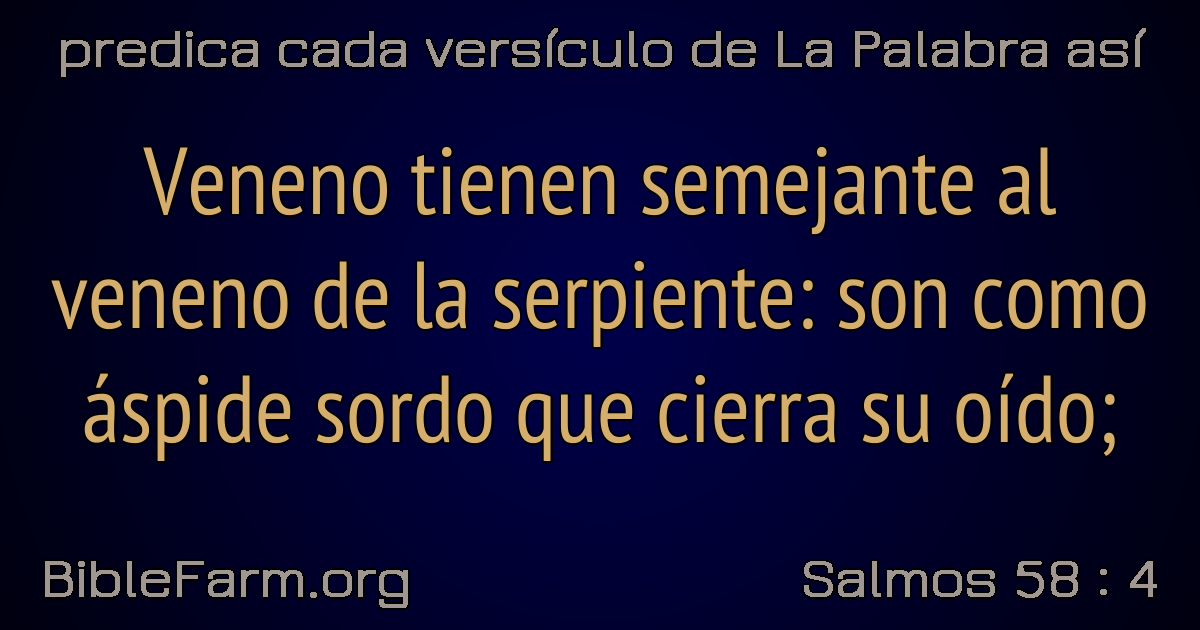 predica cada versículo de La Palabra así
Veneno tienen semejante al
veneno de la serpiente: son como
áspide sordo que cierra su oído;
BibleFarm.org
Salmos 58 : 4